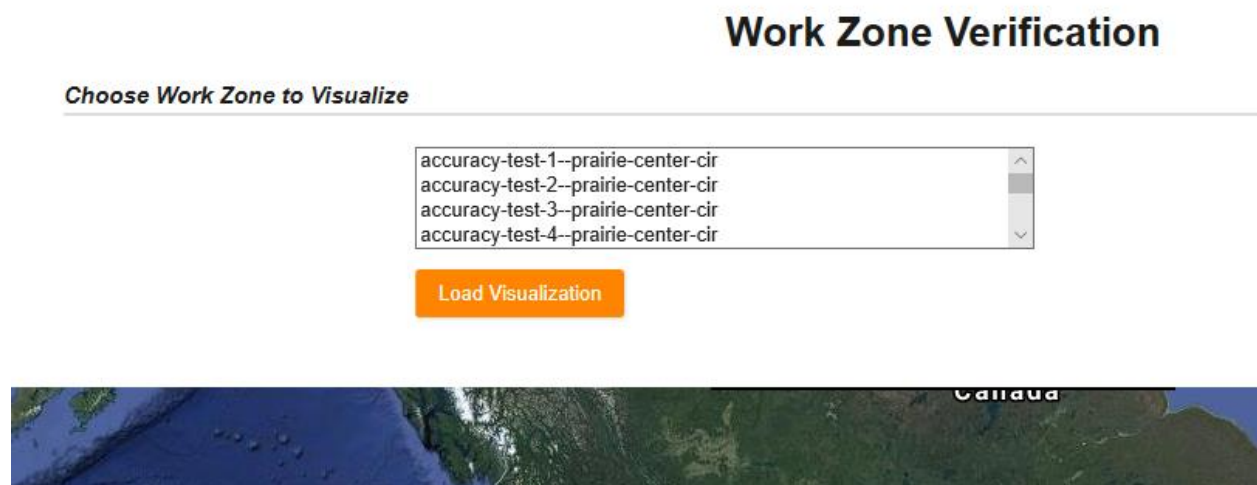 Work Zone Verification
Choose Work Zone to Visualize
accuracy-test-1--prairie-center-cir
accuracy-test-2--prairie-center-cir
accuracy-test-3--prairie-center-cir
accuracy-test-4--prairie-center-cir
Load Visualization
Canada